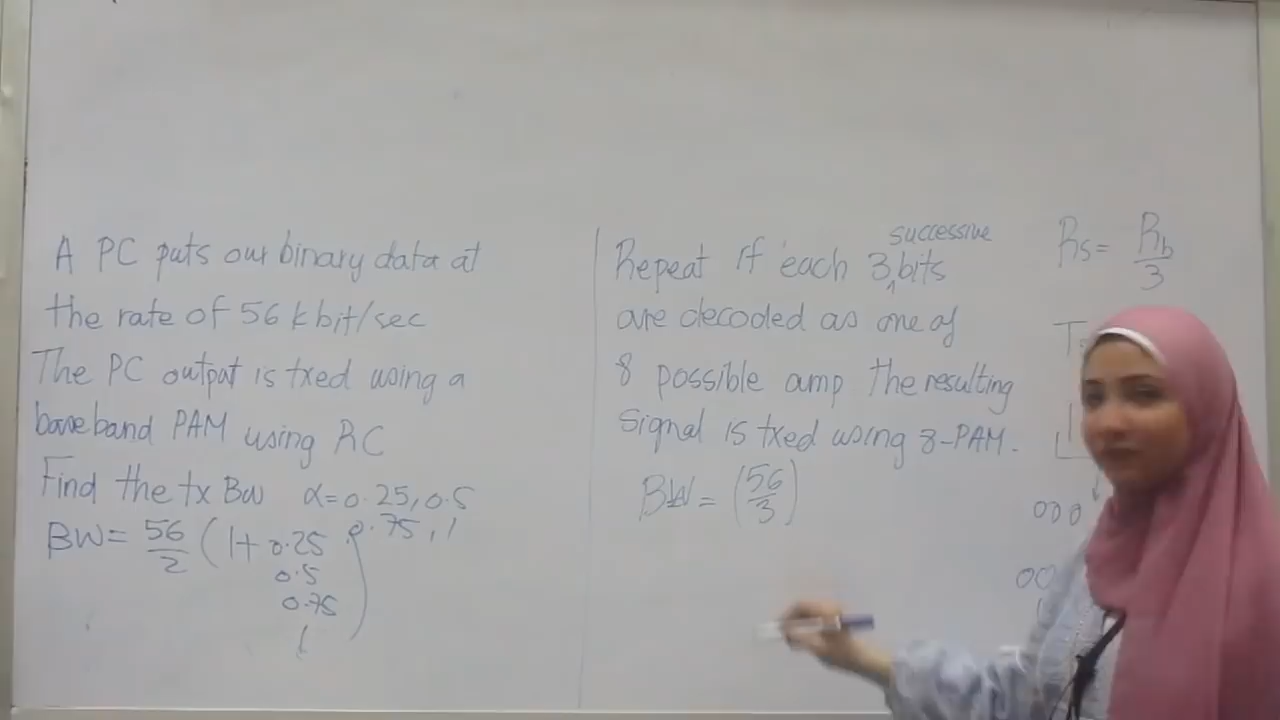 A PC puts our binary data at
the rate of 56 kbit/sec
The PC output is txed using a
baseband PAM using RC
Find the tx BW α=0.25, 0.5
0.75, 1
BW = 56/2 (1+ 0.25
0.5
0.75
1 )
Repeat if each 3 successive bits
are decoded as one of
8 possible amp the resulting
signal is txed using 8-PAM.
BW = (56/3)
Rs = Rb/3
T
000
00